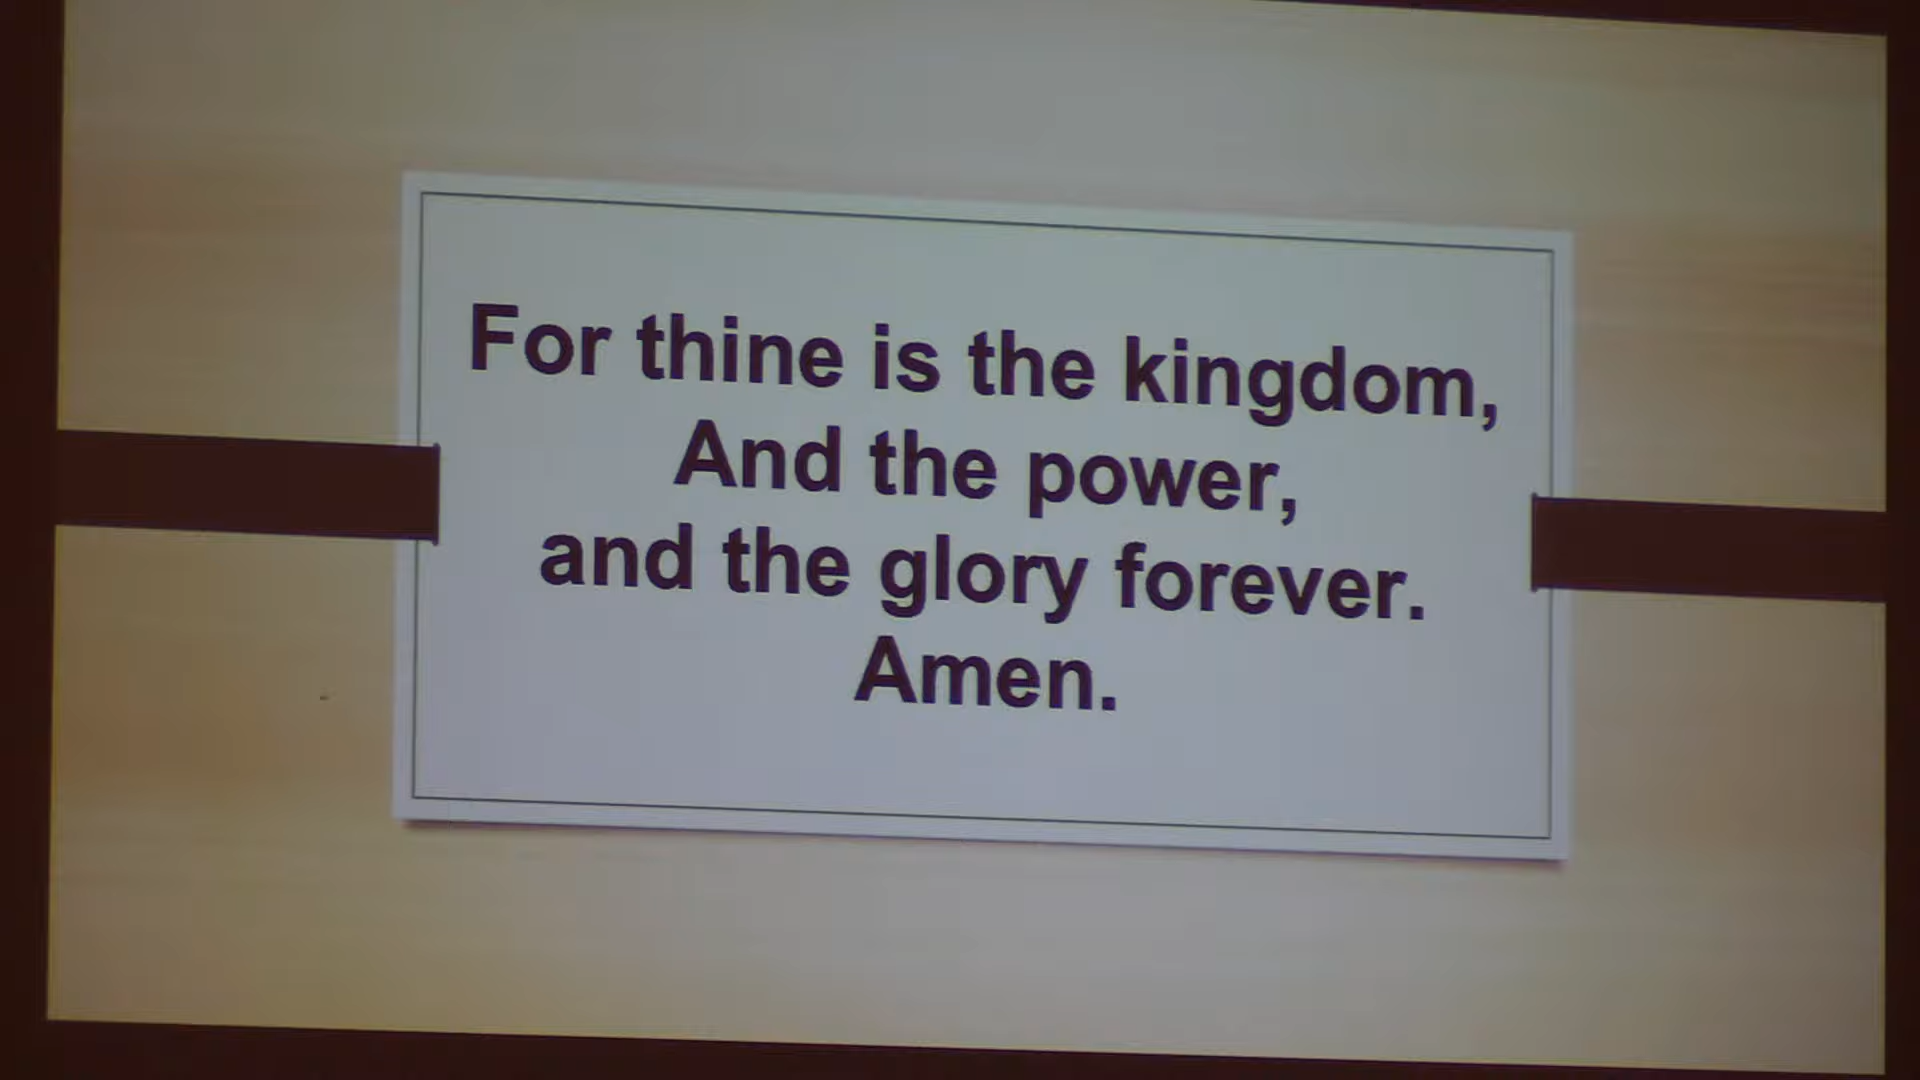 For thine is the kingdom,
And the power,
and the glory forever.
Amen.